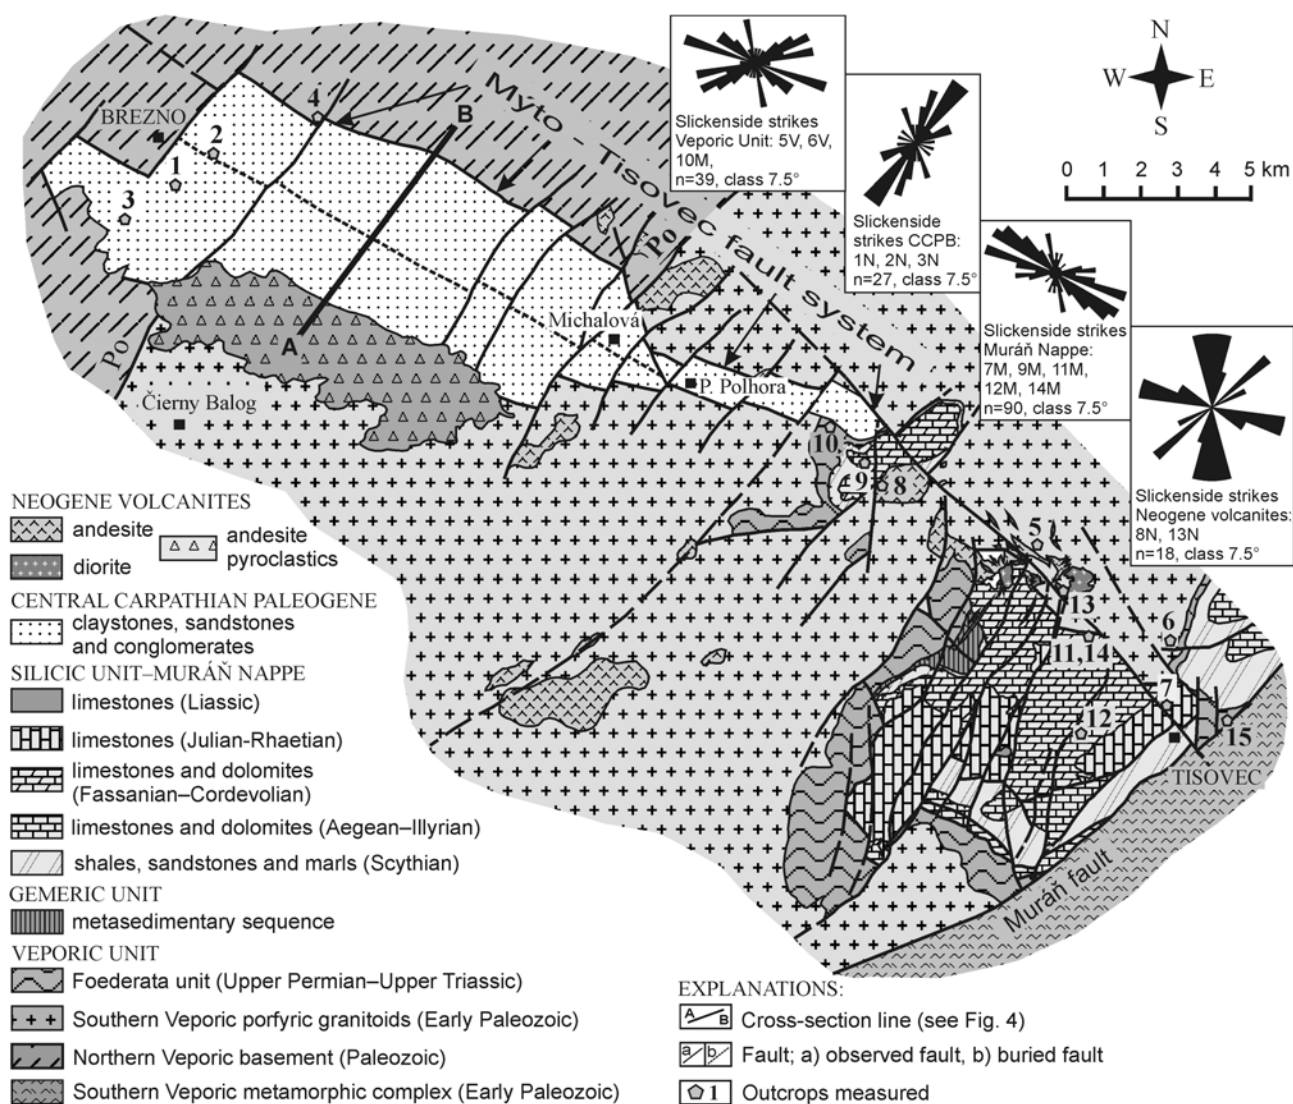 N
W E
S
0 1 2 3 4 5 km
Slickenside strikes
Veporic Unit: 5V, 6V,
10M,
n=39, class 7.5°
Slickenside
strikes CCPB:
1N, 2N, 3N
n=27, class 7.5°
Slickenside strikes
Muráň Nappe:
7M, 9M, 11M,
12M, 14M
n=90, class 7.5°
Slickenside strikes
Neogene volcanites:
8N, 13N
n=18, class 7.5°
Mýto - Tisovec fault system
BREZNO
4
B
2
1
3
Po
Michalová
A
Po
P. Polhora
Čierny Balog
10
9
8
5
13
6
11,14
7
12
15
TISOVEC
Muráň fault
NEOGENE VOLCANITES
andesite
andesite
pyroclastics
diorite
CENTRAL CARPATHIAN PALEOGENE
claystones, sandstones
and conglomerates
SILICIC UNIT–MURÁŇ NAPPE
limestones (Liassic)
limestones (Julian-Rhaetian)
limestones and dolomites
(Fassanian–Cordevolian)
limestones and dolomites (Aegean–Illyrian)
shales, sandstones and marls (Scythian)
GEMERIC UNIT
metasedimentary sequence
VEPORIC UNIT
Foederata unit (Upper Permian–Upper Triassic)
Southern Veporic porfyric granitoids (Early Paleozoic)
Northern Veporic basement (Paleozoic)
Southern Veporic metamorphic complex (Early Paleozoic)
EXPLANATIONS:
A B Cross-section line (see Fig. 4)
a b Fault; a) observed fault, b) buried fault
1 Outcrops measured